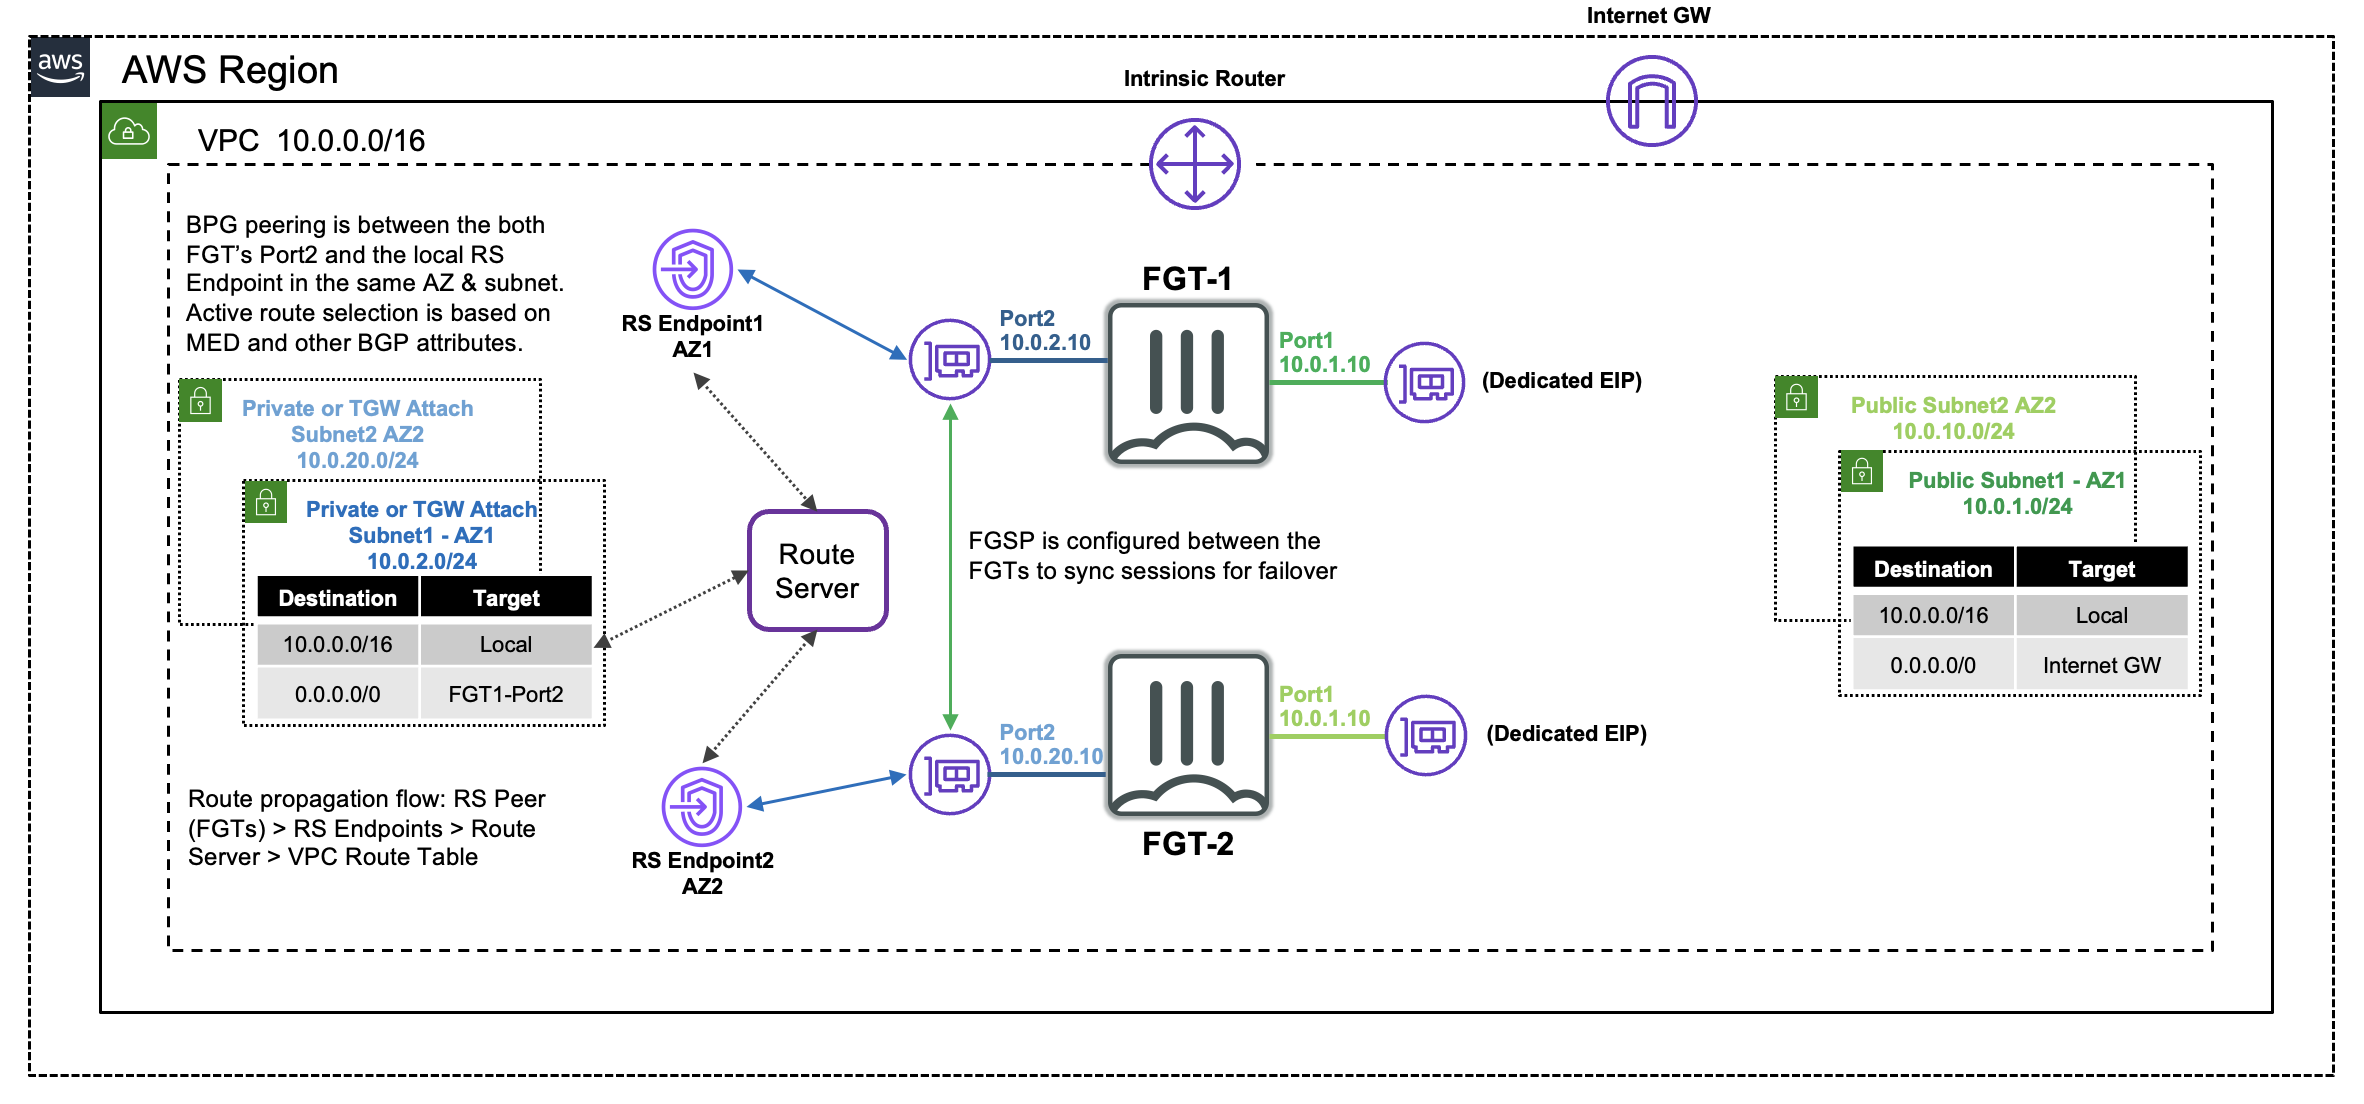 Internet GW
aws
AWS Region
Intrinsic Router
VPC 10.0.0.0/16
BPG peering is between the both
FGT's Port2 and the local RS
Endpoint in the same AZ & subnet.
Active route selection is based on
MED and other BGP attributes.
RS Endpoint1
AZ1
FGT-1
Port2
10.0.2.10
Port1
10.0.1.10
(Dedicated EIP)
Private or TGW Attach
Subnet2 AZ2
10.0.20.0/24
Private or TGW Attach
Subnet1 - AZ1
10.0.2.0/24
Destination Target
10.0.0.0/16 Local
0.0.0.0/0 FGT1-Port2
Route
Server
FGSP is configured between the
FGTs to sync sessions for failover
Public Subnet2 AZ2
10.0.10.0/24
Public Subnet1 - AZ1
10.0.1.0/24
Destination Target
10.0.0.0/16 Local
0.0.0.0/0 Internet GW
Port2
10.0.20.10
Port1
10.0.1.10
(Dedicated EIP)
FGT-2
RS Endpoint2
AZ2
Route propagation flow: RS Peer
(FGTs) > RS Endpoints > Route
Server > VPC Route Table